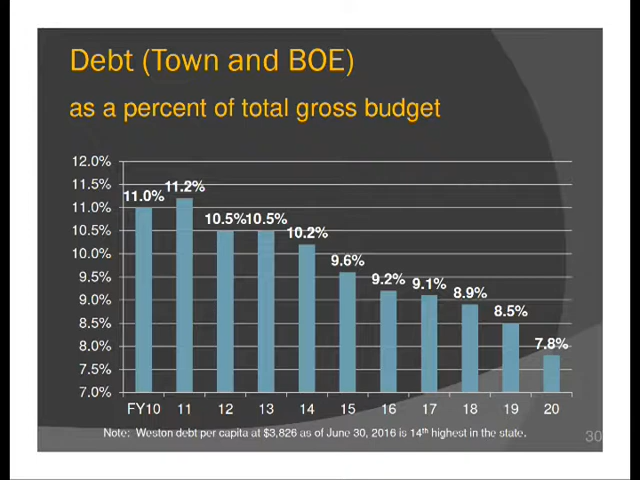 Debt (Town and BOE)
as a percent of total gross budget
12.0%
11.5%
11.0%
10.5%
10.0%
9.5%
9.0%
8.5%
8.0%
7.5%
7.0%
11.0% 11.2% 10.5% 10.5% 10.2% 9.6% 9.2% 9.1% 8.9% 8.5% 7.8%
FY10 11 12 13 14 15 16 17 18 19 20
Note: Weston debt per capita at $3,826 as of June 30, 2016 is 14th highest in the state.
30